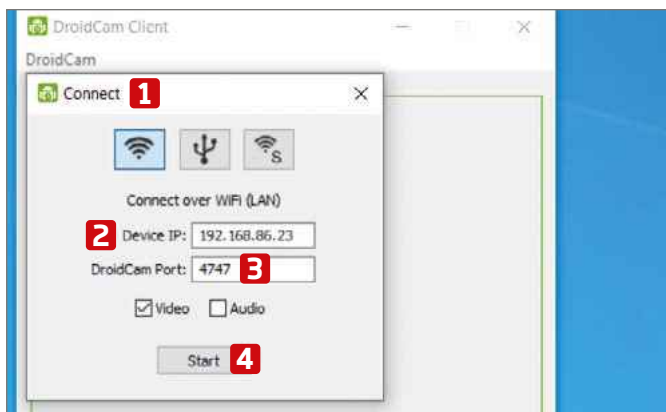 DroidCam Client
DroidCam
Connect 1
S
Connect over WiFi (LAN)
2 Device IP: 192.168.86.23
DroidCam Port: 4747 3
Video Audio
Start 4